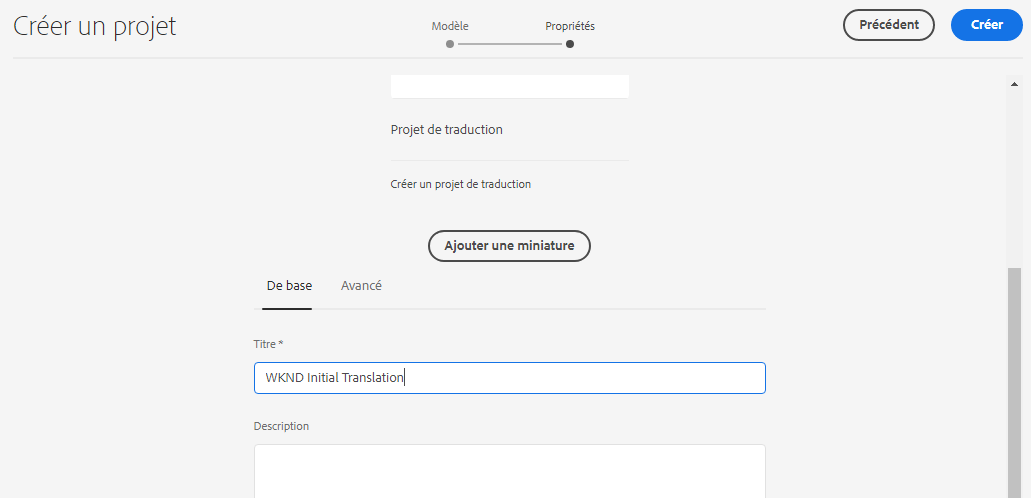 Créer un projet
Modèle
Propriétés
Précédent
Créer
Projet de traduction
Créer un projet de traduction
Ajouter une miniature
De base
Avancé
Titre *
WKND Initial Translation
Description